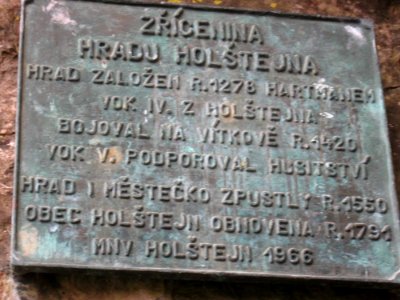 ZŘÍCENINA
HRADU HOLŠTEJNA
HRAD ZALOŽEN R.1278 HARTMANEM
VOK IV. Z HOLŠTEJNA
BOJOVAL NA VÍTKOVĚ R.1420
VOK V. PODPOROVAL HUSITSTVÍ
HRAD I MĚSTEČKO ZPUSTLY R.1550
OBEC HOLŠTEJN OBNOVENA R.1791
MNV HOLŠTEJN 1966